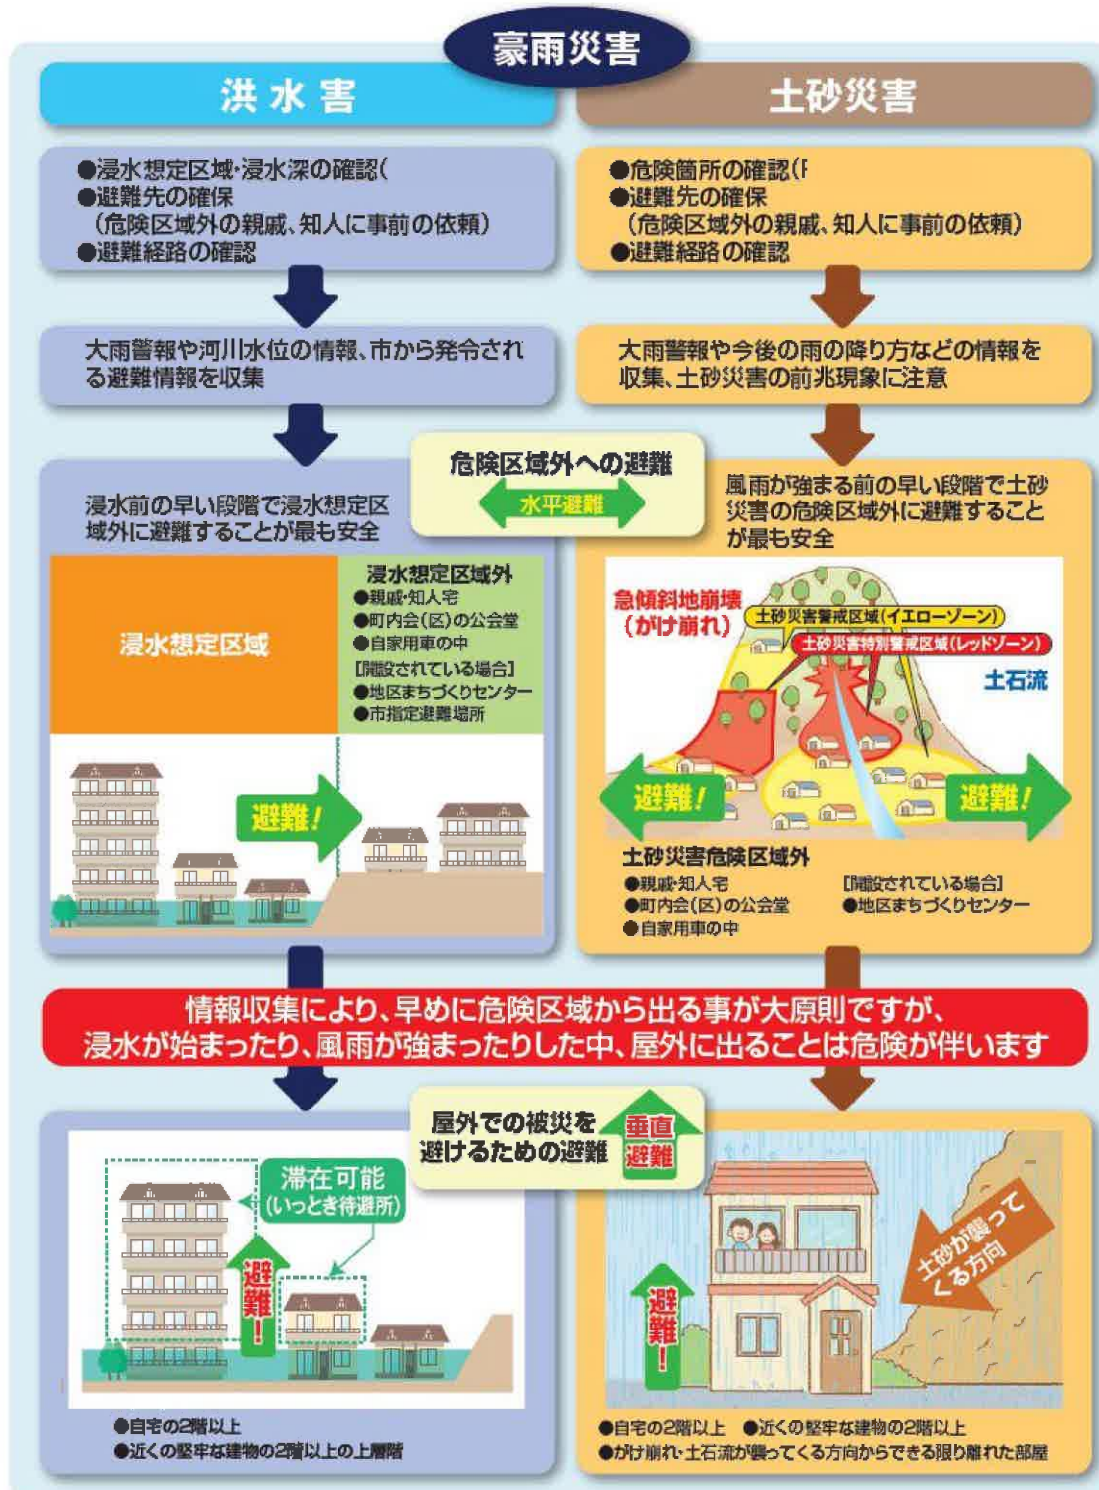 豪雨災害
洪水害
●浸水想定区域・浸水深の確認(
●避難先の確保
(危険区域外の親戚、知人に事前の依頼)
●避難経路の確認
大雨警報や河川水位の情報、市から発令され
る避難情報を収集
土砂災害
●危険箇所の確認(F
●避難先の確保
(危険区域外の親戚、知人に事前の依頼)
●避難経路の確認
大雨警報や今後の雨の降り方などの情報を
収集、土砂災害の前兆現象に注意
危険区域外への避難
水平避難
浸水前の早い段階で浸水想定区
域外に避難することが最も安全
浸水想定区域
浸水想定区域外
●親戚・知人宅
●町内会(区)の公会堂
●自家用車の中
[開設されている場合]
●地区まちづくりセンター
●市指定避難場所
避難!
風雨が強まる前の早い段階で土砂
災害の危険区域外に避難すること
が最も安全
急傾斜地崩壊
(がけ崩れ)
土砂災害警戒区域(イエローゾーン)
土砂災害特別警戒区域(レッドゾーン)
土石流
避難!
避難!
土砂災害危険区域外
●親戚・知人宅
●町内会(区)の公会堂
●自家用車の中
[開設されている場合]
●地区まちづくりセンター
情報収集により、早めに危険区域から出る事が大原則ですが、
浸水が始まったり、風雨が強まったりした中、屋外に出ることは危険が伴います
屋外での被災を
避けるための避難
垂直
避難
滞在可能
(いっとき待避所)
避難!
●自宅の2階以上
●近くの堅牢な建物の2階以上の上層階
土砂が襲って
くる方向
避難!
●自宅の2階以上 ●近くの堅牢な建物の2階以上
●がけ崩れ・土石流が襲ってくる方向からできる限り離れた部屋